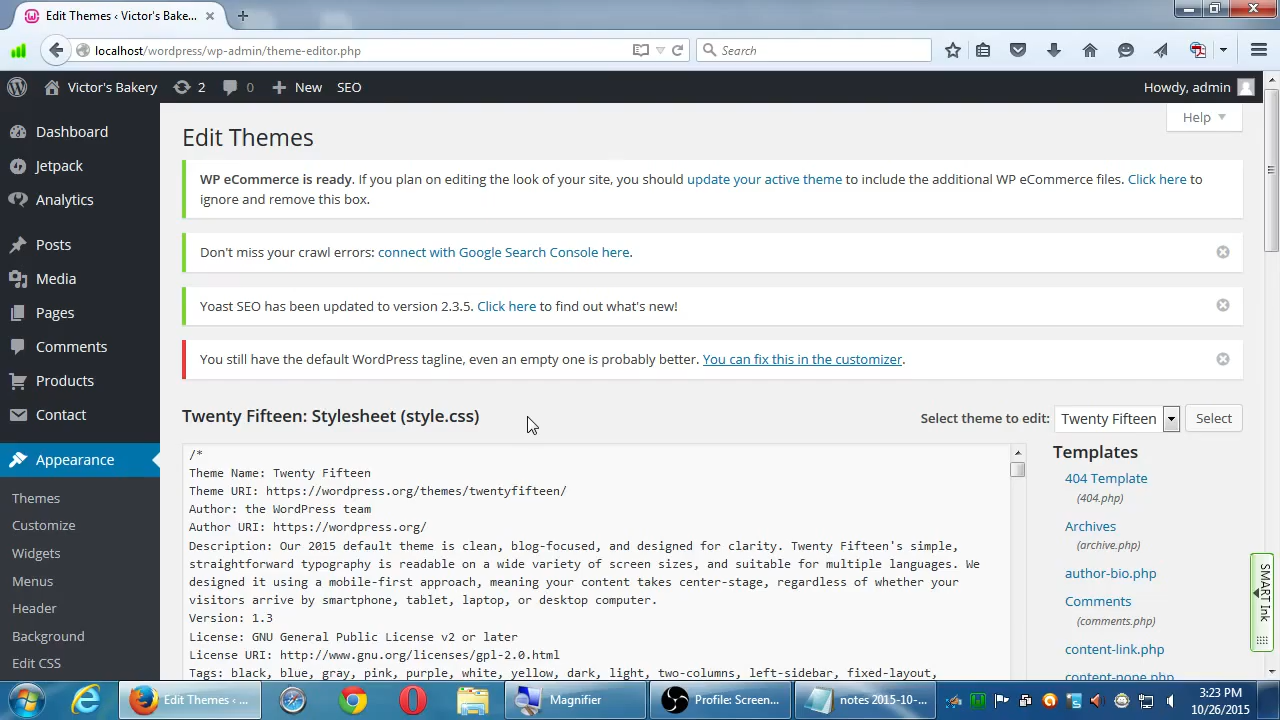 Edit Themes ‹ Victor's Bake...
localhost/wordpress/wp-admin/theme-editor.php
Search
Victor's Bakery
2
0
New
SEO
Howdy, admin
Dashboard
Jetpack
Analytics
Posts
Media
Pages
Comments
Products
Contact
Appearance
Themes
Customize
Widgets
Menus
Header
Background
Edit CSS
Help
Edit Themes
WP eCommerce is ready. If you plan on editing the look of your site, you should update your active theme to include the additional WP eCommerce files. Click here to
ignore and remove this box.
Don't miss your crawl errors: connect with Google Search Console here.
Yoast SEO has been updated to version 2.3.5. Click here to find out what's new!
You still have the default WordPress tagline, even an empty one is probably better. You can fix this in the customizer.
Twenty Fifteen: Stylesheet (style.css)
Select theme to edit: Twenty Fifteen Select
/*
Theme Name: Twenty Fifteen
Theme URI: https://wordpress.org/themes/twentyfifteen/
Author: the WordPress team
Author URI: https://wordpress.org/
Description: Our 2015 default theme is clean, blog-focused, and designed for clarity. Twenty Fifteen's simple,
straightforward typography is readable on a wide variety of screen sizes, and suitable for multiple languages. We
designed it using a mobile-first approach, meaning your content takes center-stage, regardless of whether your
visitors arrive by smartphone, tablet, laptop, or desktop computer.
Version: 1.3
License: GNU General Public License v2 or later
License URI: http://www.gnu.org/licenses/gpl-2.0.html
Tags: black, blue, gray, pink, purple, white, yellow, dark, light, two-columns, left-sidebar, fixed-layout,
Templates
404 Template
(404.php)
Archives
(archive.php)
author-bio.php
Comments
(comments.php)
content-link.php
content-none.php
SMART Ink
Edit Themes ‹ ...
Magnifier
Profile: Screen...
notes 2015-10-...
3:23 PM
10/26/2015